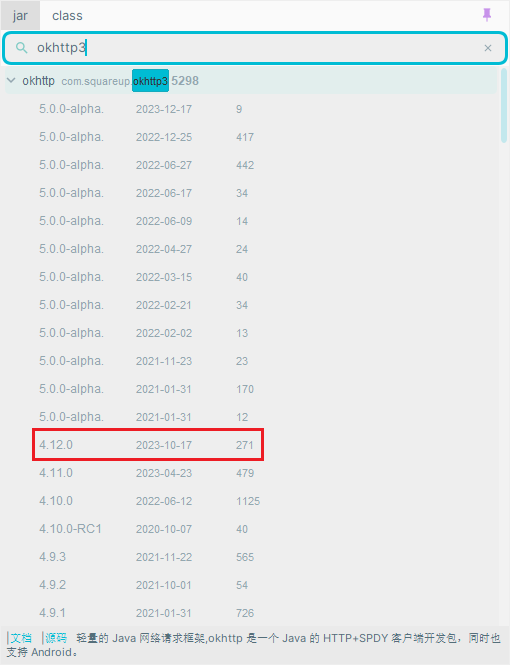 jar class
okhttp3
okhttp com.squareup.okhttp3 5298
5.0.0-alpha. 2023-12-17 9
5.0.0-alpha. 2022-12-25 417
5.0.0-alpha. 2022-06-27 442
5.0.0-alpha. 2022-06-17 34
5.0.0-alpha. 2022-06-09 14
5.0.0-alpha. 2022-04-27 24
5.0.0-alpha. 2022-03-15 40
5.0.0-alpha. 2022-02-21 34
5.0.0-alpha. 2022-02-02 13
5.0.0-alpha. 2021-11-23 23
5.0.0-alpha. 2021-01-31 170
5.0.0-alpha. 2021-01-31 12
4.12.0 2023-10-17 271
4.11.0 2023-04-23 479
4.10.0 2022-06-12 1125
4.10.0-RC1 2020-10-07 40
4.9.3 2021-11-22 565
4.9.2 2021-10-01 54
4.9.1 2021-01-31 726
|文档 |源码 轻量的 Java 网络请求框架,okhttp 是一个 Java 的 HTTP+SPDY 客户端开发包，同时也
支持 Android。